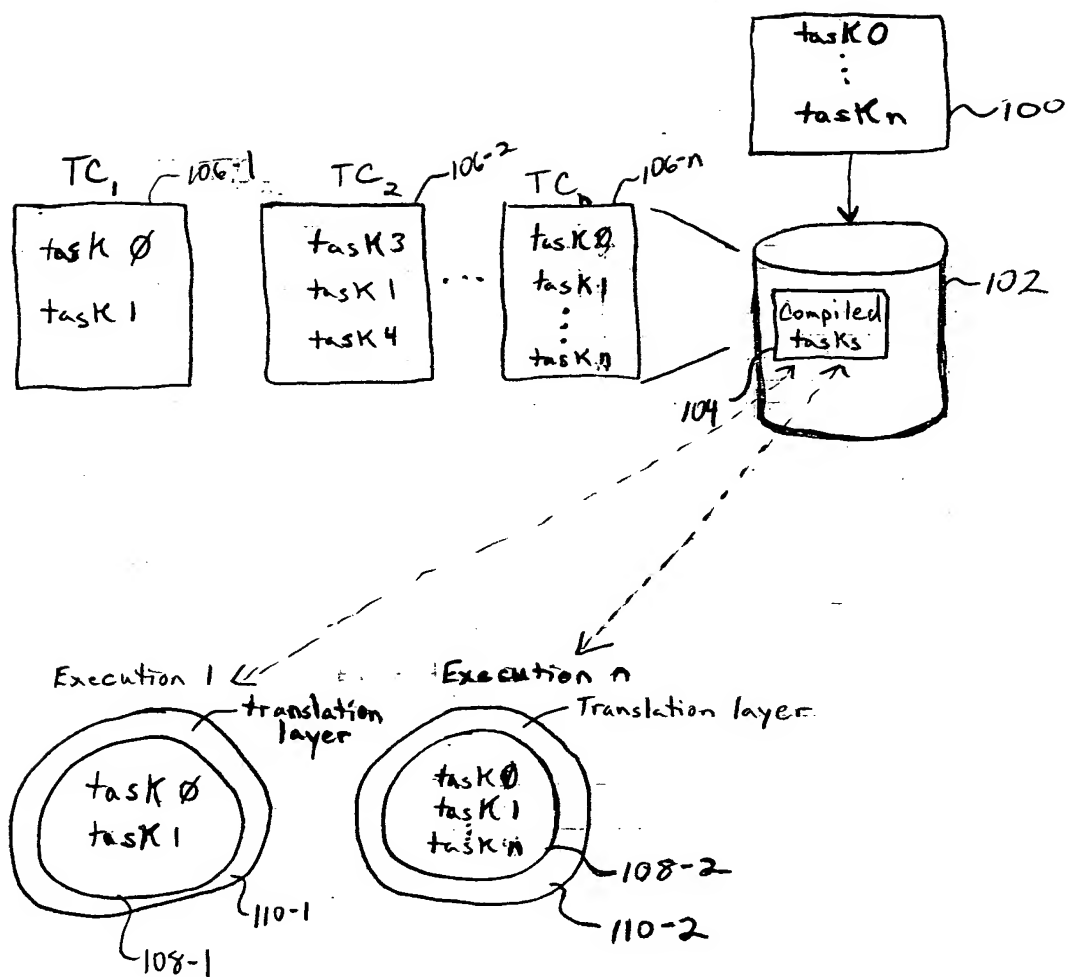 task 0
⋮
task n
100
TC1
106-1
task Ø
task 1
TC2
106-2
task 3
task 1
task 4
...
TCn
106-n
task Ø
task 1
⋮
task n
102
Compiled
tasks
104
Execution 1
translation
layer
task Ø
task 1
110-1
108-1
Execution n
Translation layer
task Ø
task 1
⋮
task n
108-2
110-2